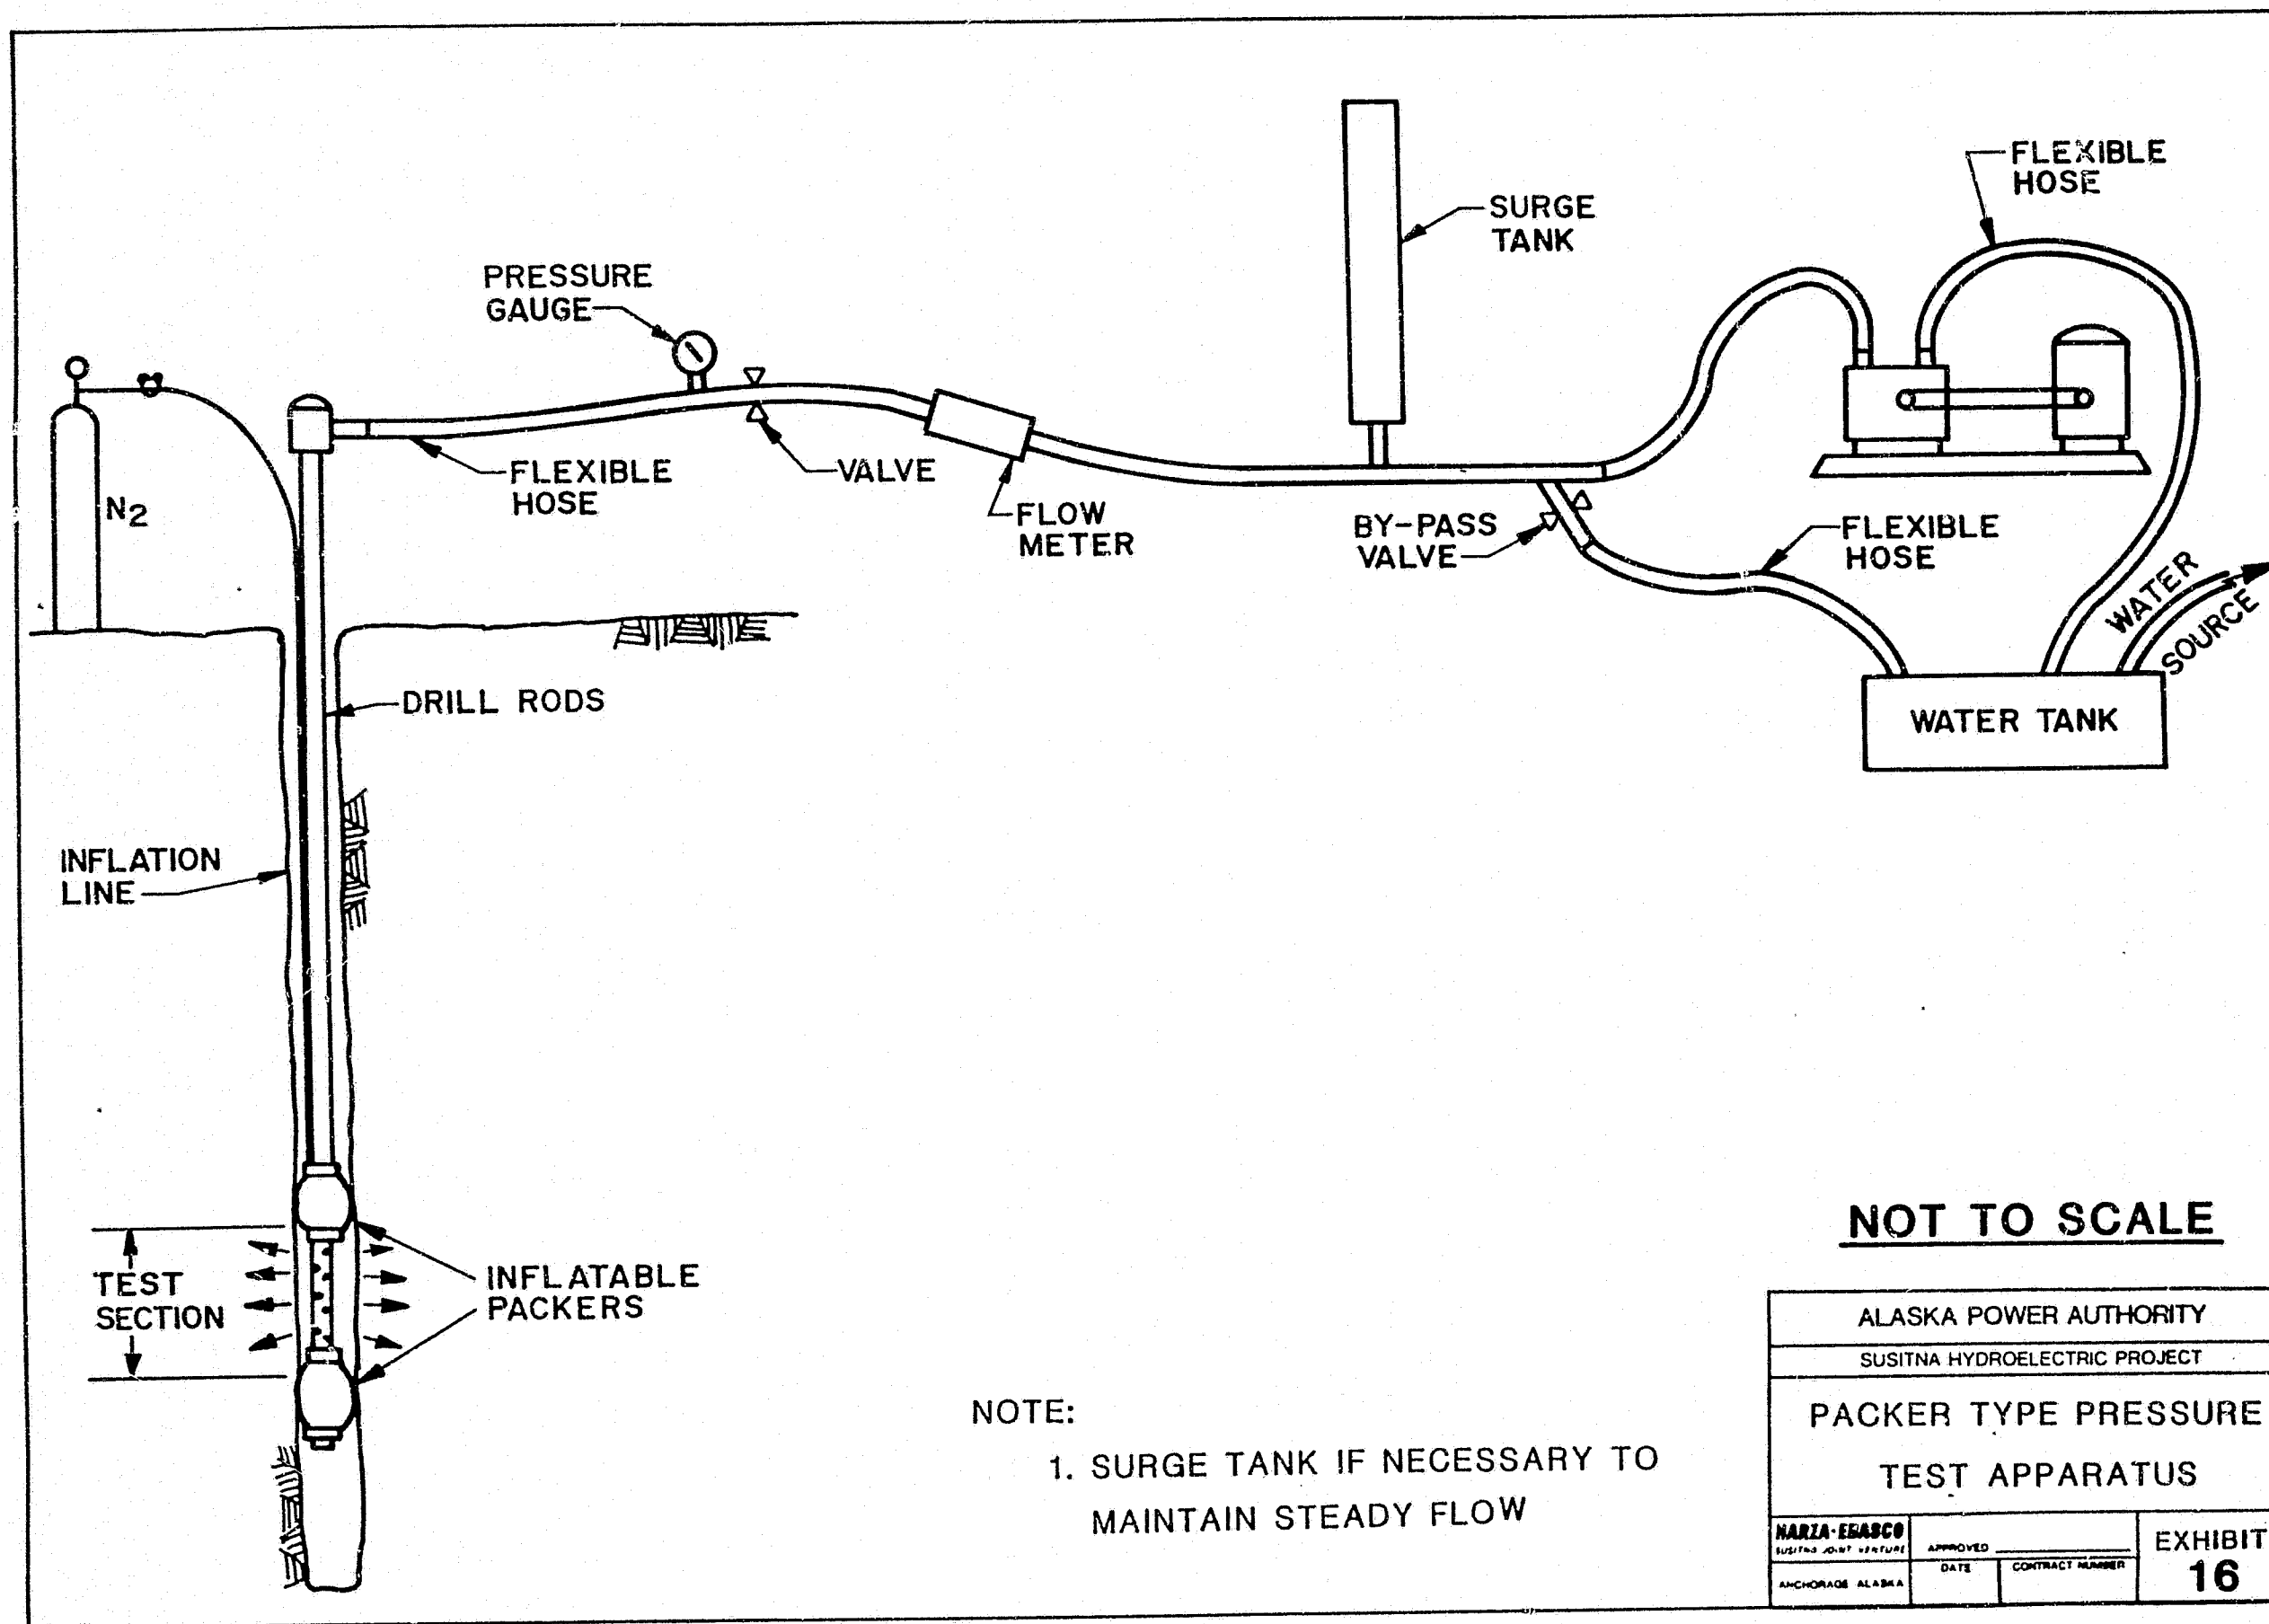 FLEXIBLE
HOSE
SURGE
TANK
PRESSURE
GAUGE
N2
FLEXIBLE
HOSE
VALVE
FLOW
METER
BY-PASS
VALVE
FLEXIBLE
HOSE
WATER
SOURCE
WATER TANK
DRILL RODS
INFLATION
LINE
TEST
SECTION
INFLATABLE
PACKERS
NOT TO SCALE
NOTE:
1. SURGE TANK IF NECESSARY TO
MAINTAIN STEADY FLOW
ALASKA POWER AUTHORITY
SUSITNA HYDROELECTRIC PROJECT
PACKER TYPE PRESSURE
TEST APPARATUS
HARZA-EBASCO
SUSITNA JOINT VENTURE
ANCHORAGE ALASKA
APPROVED
DATE
CONTRACT NUMBER
EXHIBIT
16